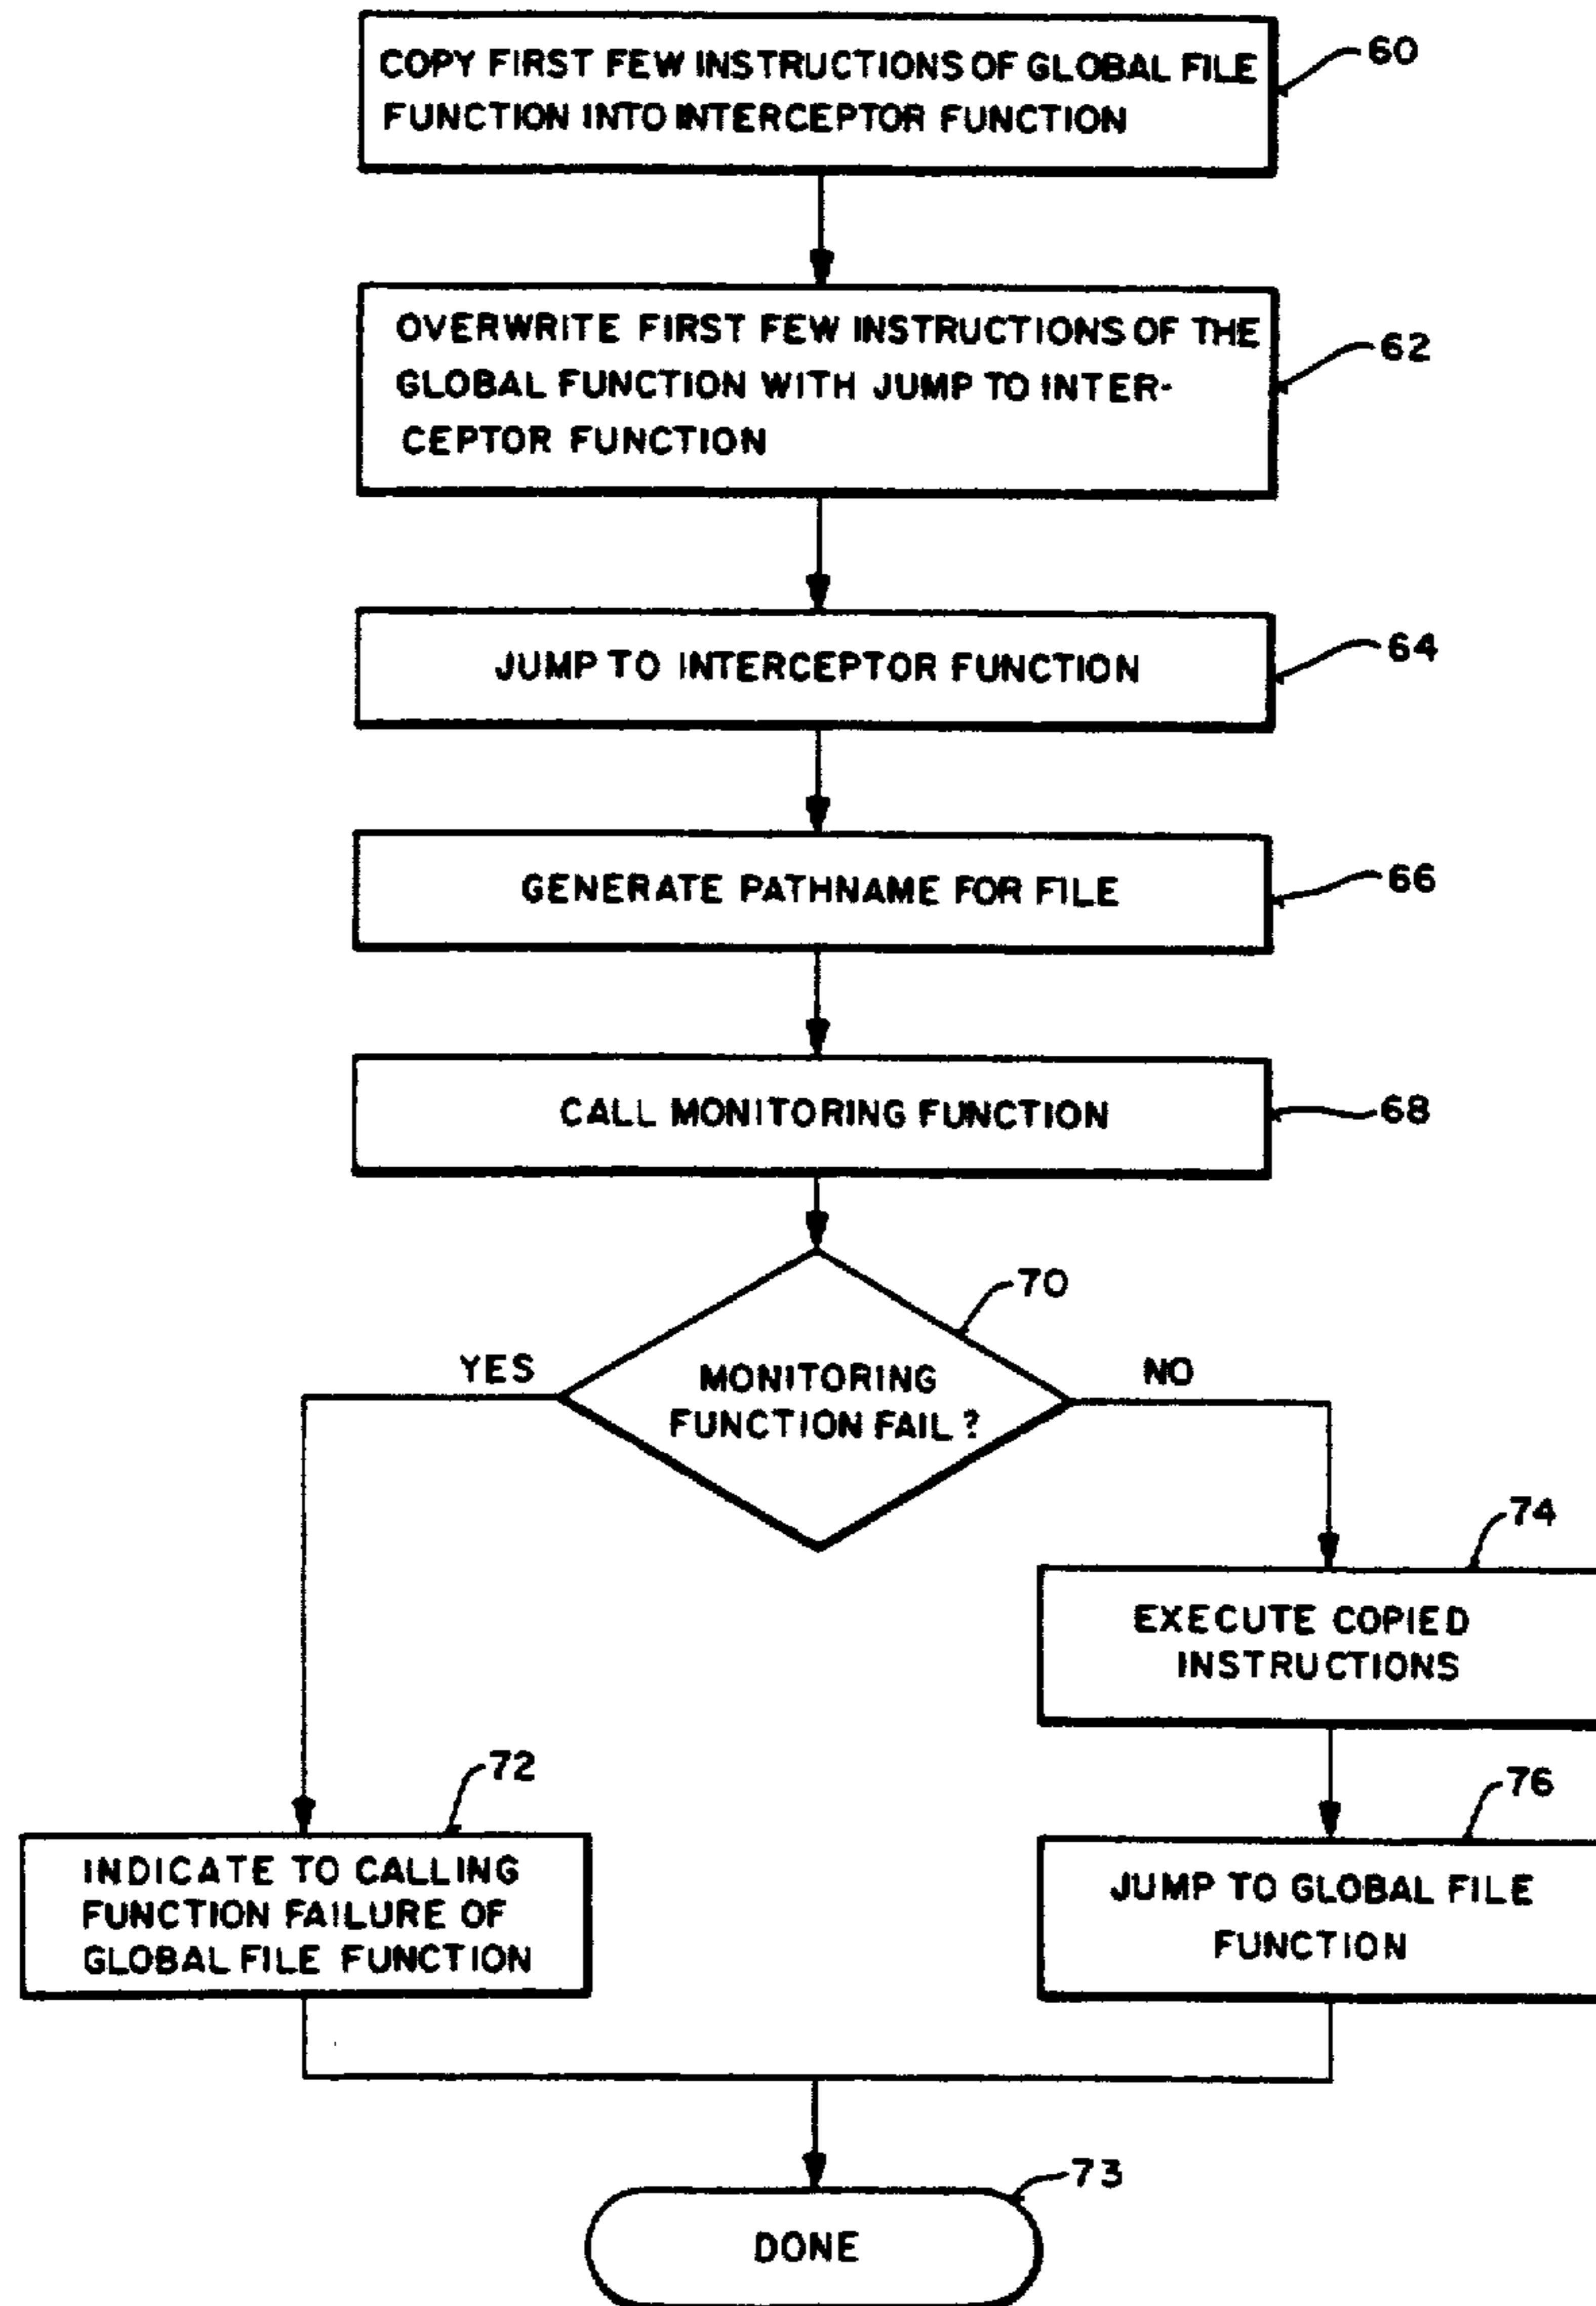 COPY FIRST FEW INSTRUCTIONS OF GLOBAL FILE
FUNCTION INTO INTERCEPTOR FUNCTION
60
OVERWRITE FIRST FEW INSTRUCTIONS OF THE
GLOBAL FUNCTION WITH JUMP TO INTER-
CEPTOR FUNCTION
62
JUMP TO INTERCEPTOR FUNCTION
64
GENERATE PATHNAME FOR FILE
66
CALL MONITORING FUNCTION
68
70
YES
MONITORING
FUNCTION FAIL ?
NO
74
EXECUTE COPIED
INSTRUCTIONS
72
INDICATE TO CALLING
FUNCTION FAILURE OF
GLOBAL FILE FUNCTION
76
JUMP TO GLOBAL FILE
FUNCTION
73
DONE